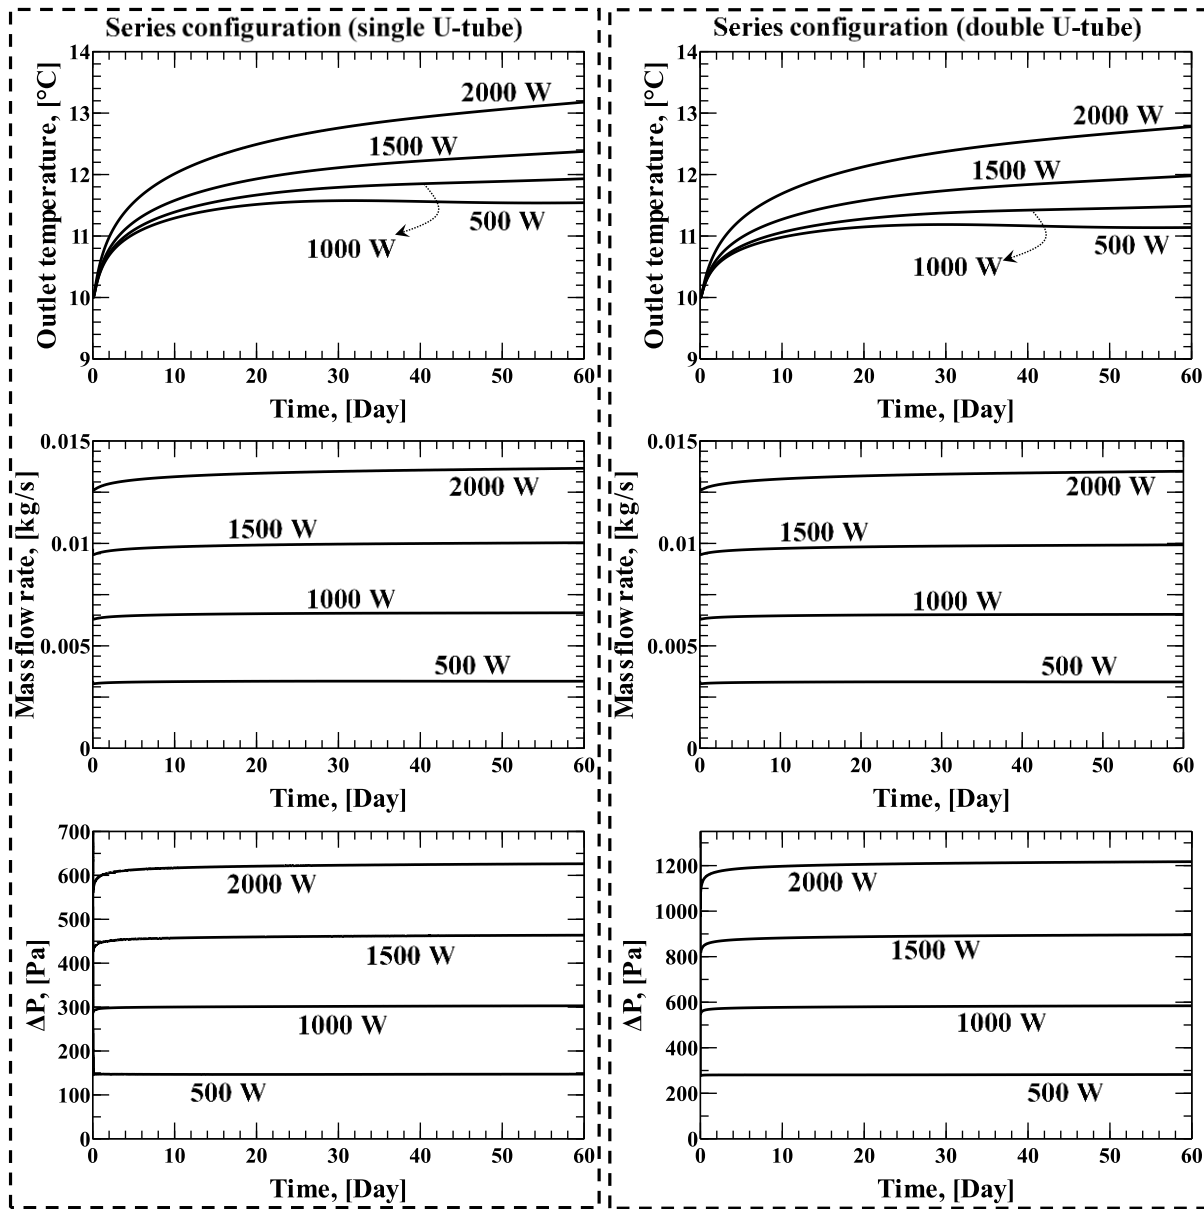 Series configuration (single U-tube)
14
13
12
11
10
9
Outlet temperature, [°C]
2000 W
1500 W
500 W
1000 W
0 10 20 30 40 50 60
Time, [Day]
0.015
0.01
0.005
0
Mass flow rate, [kg/s]
2000 W
1500 W
1000 W
500 W
0 10 20 30 40 50 60
Time, [Day]
700
600
500
400
300
200
100
0
ΔP, [Pa]
2000 W
1500 W
1000 W
500 W
0 10 20 30 40 50 60
Time, [Day]
Series configuration (double U-tube)
14
13
12
11
10
9
Outlet temperature, [°C]
2000 W
1500 W
500 W
1000 W
0 10 20 30 40 50 60
Time, [Day]
0.015
0.01
0.005
0
Mass flow rate, [kg/s]
2000 W
1500 W
1000 W
500 W
0 10 20 30 40 50 60
Time, [Day]
1200
1000
800
600
400
200
0
ΔP, [Pa]
2000 W
1500 W
1000 W
500 W
0 10 20 30 40 50 60
Time, [Day]